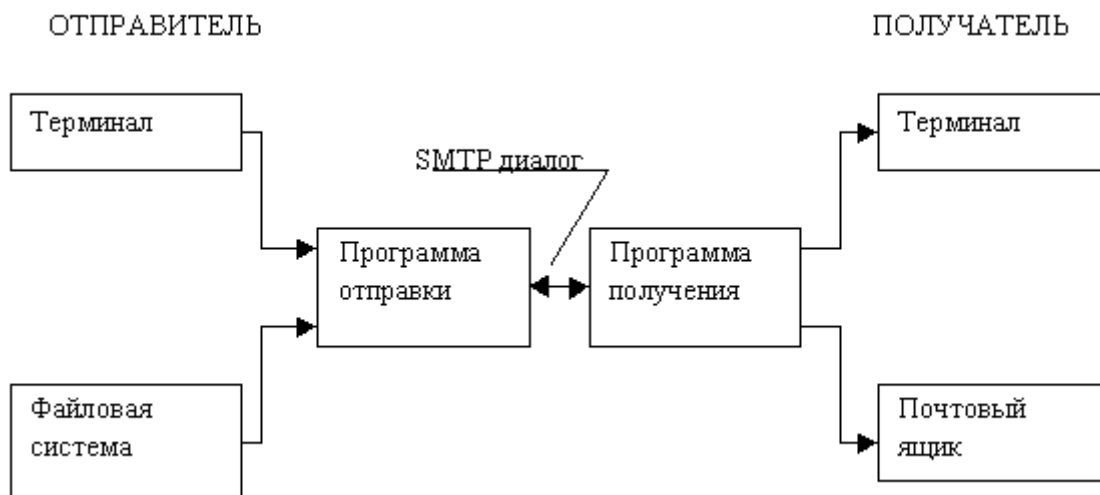 ОТПРАВИТЕЛЬ
ПОЛУЧАТЕЛЬ
Терминал
Терминал
SMTP диалог
Программа
отправки
Программа
получения
Файловая
система
Почтовый
ящик